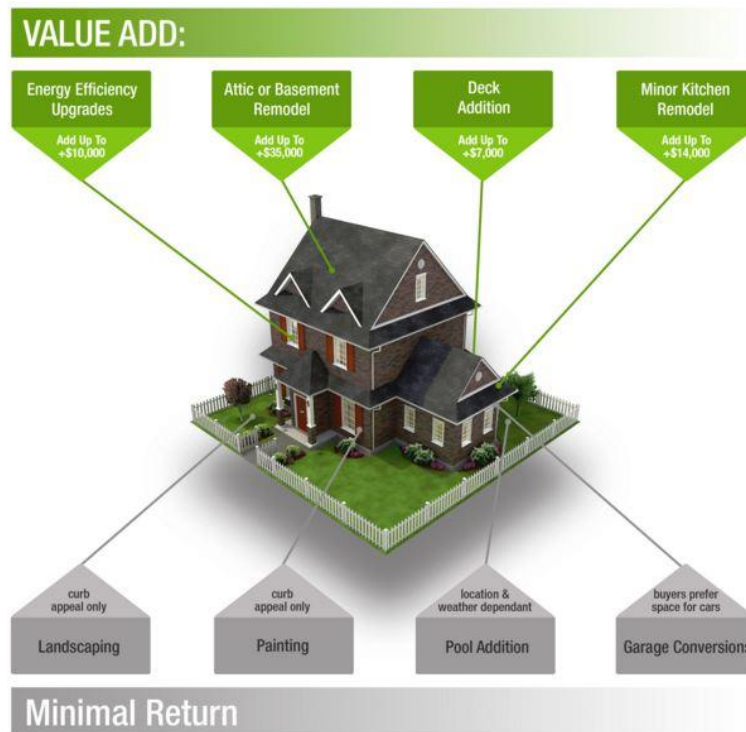 VALUE ADD:
Energy Efficiency
Upgrades
Add Up To
+$10,000
Attic or Basement
Remodel
Add Up To
+$35,000
Deck
Addition
Add Up To
+$7,000
Minor Kitchen
Remodel
Add Up To
+$14,000
curb
appeal only
Landscaping
curb
appeal only
Painting
location &
weather dependant
Pool Addition
buyers prefer
space for cars
Garage Conversions
Minimal Return